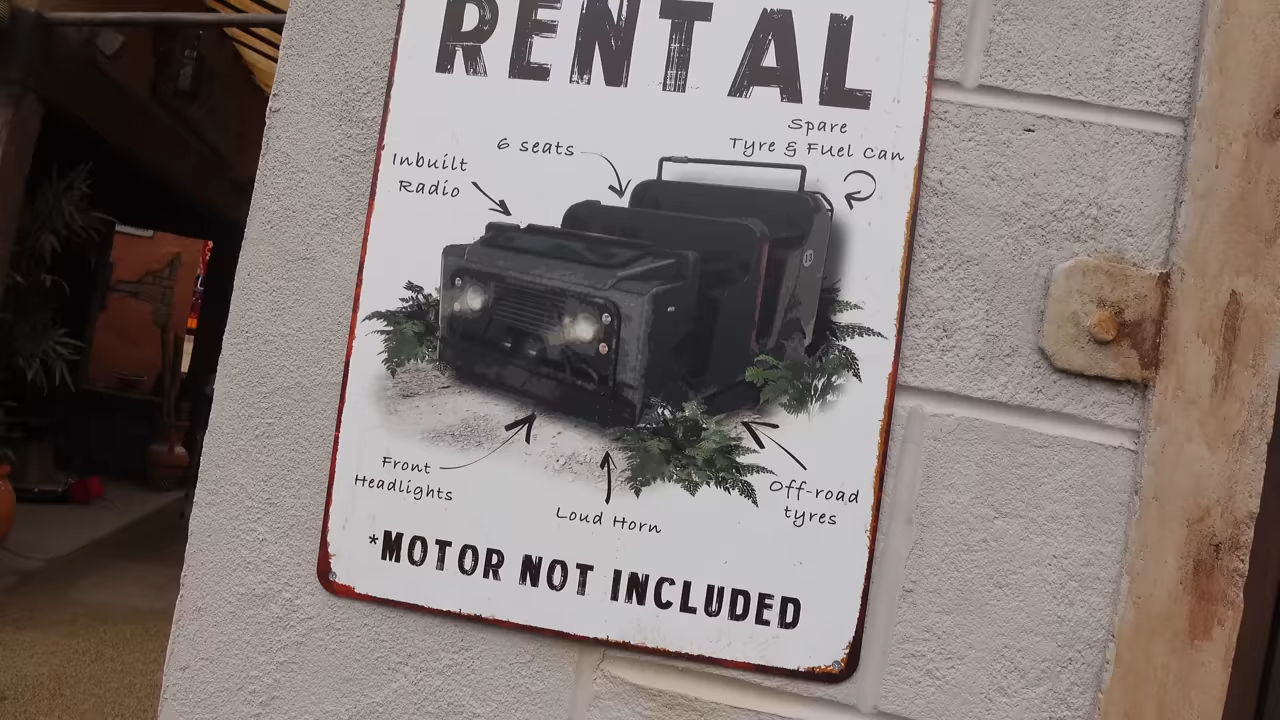 RENTAL
Spare
Tyre & Fuel Can
6 seats
Inbuilt
Radio
13
Front
Headlights
Loud Horn
Off-road
tyres
*MOTOR NOT INCLUDED